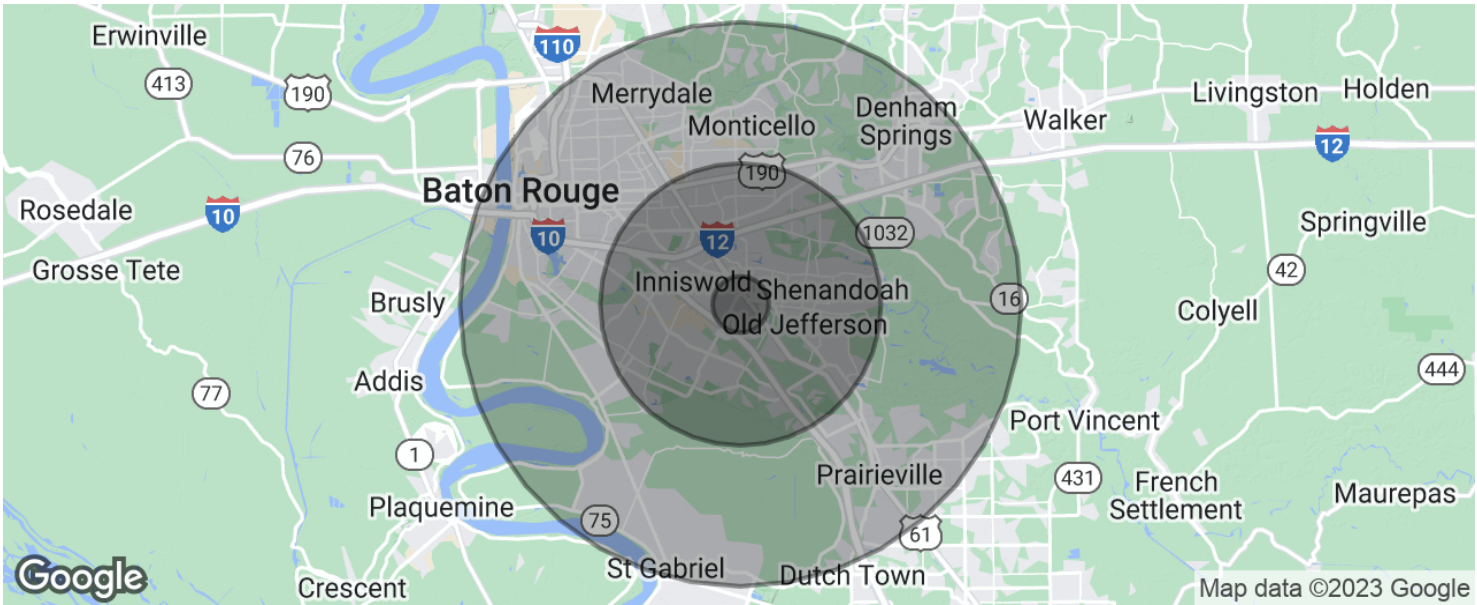 Erwinville
110
413
190
Merrydale
Monticello
Denham
Springs
Walker
Livingston
Holden
12
76
190
Baton Rouge
Rosedale
10
10
12
1032
Springville
Grosse Tete
Inniswold
Shenandoah
42
Brusly
16
Colyell
Old Jefferson
Addis
77
444
1
Port Vincent
Prairieville
431
French
Settlement
Maurepas
Plaquemine
75
61
St Gabriel
Dutch Town
Google
Crescent
Map data ©2023 Google